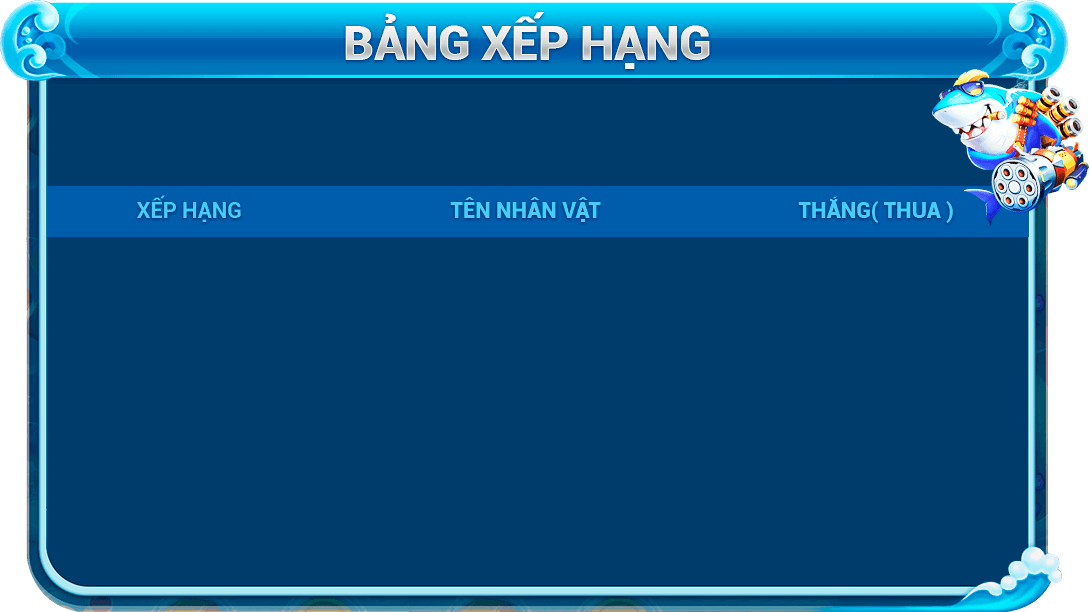 BẢNG XẾP HẠNG
XẾP HẠNG TÊN NHÂN VẬT THẮNG( THUA )